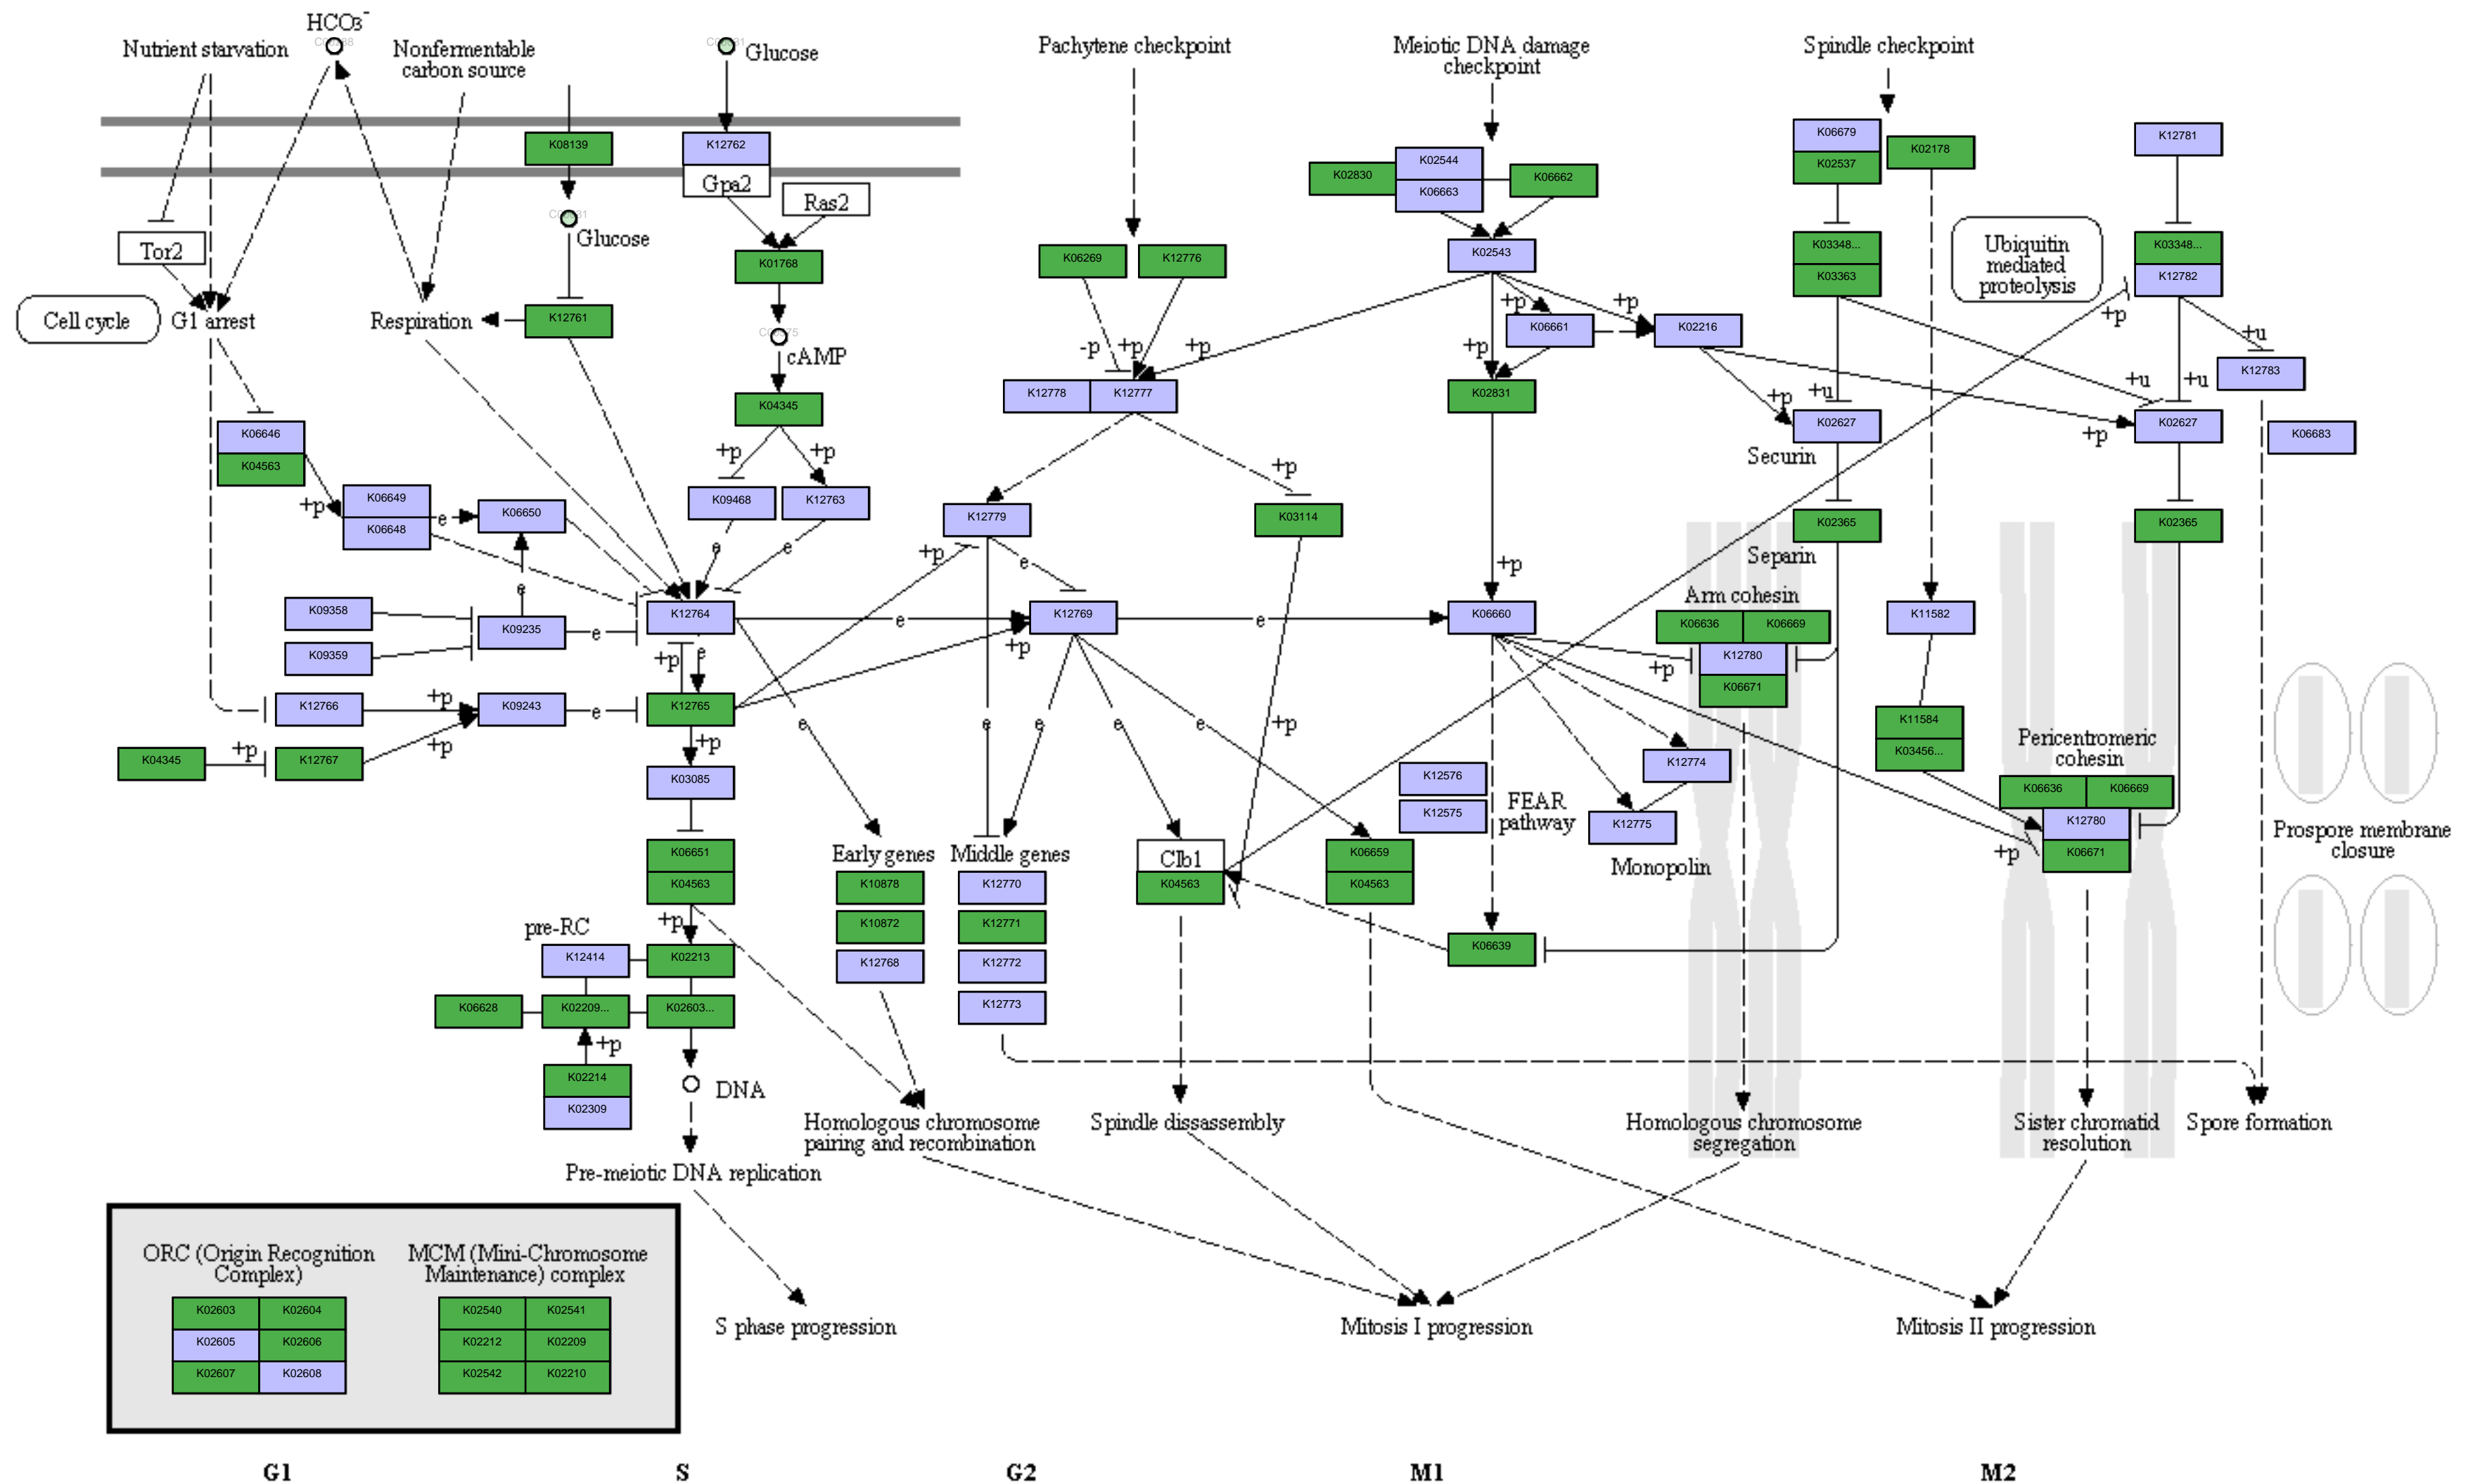 HCO3-
Nutrient starvation
Nonfermentable
carbon source
Glucose
Pachytene checkpoint
Meiotic DNA damage
checkpoint
Spindle checkpoint
K08139
K12762
Gpa2
Ras2
Glucose
Tor2
K01768
Cell cycle
G1 arrest
Respiration
K12761
cAMP
K04345
+p
+p
K06646
K04563
+p
K06649
K06648
e
K06650
K09468
K12763
e
e
e
K09358
K09359
K09235
e
K12764
e
+p
e
K12766
+p
K09243
e
K12765
K04345
+p
K12767
+p
+p
K03085
K06651
K04563
+p
pre-RC
K12414
K02213
K06628
K02209...
K02603...
+p
K02214
K02309
DNA
Pre-meiotic DNA replication
S phase progression
K06269
K12776
-p
+p
+p
K12778
K12777
+p
K12779
K03114
+p
e
K12769
+p
e
e
e
e
e
e
+p
Early genes
K10878
K10872
K12768
Middle genes
K12770
K12771
K12772
K12773
Clb1
K04563
K06659
K04563
Homologous chromosome
pairing and recombination
Spindle dissassembly
K02830
K02544
K06663
K06662
K02543
+p
+p
K06661
K02216
+p
K02831
+p
K06660
+p
K12576
K12575
FEAR
pathway
K12774
K12775
Monopolin
K06639
K06679
K02537
K02178
K12781
K03348...
K03363
Ubiquitin
mediated
proteolysis
K03348...
K12782
+p
+u
K12783
+u
+u
+p
+u
K02627
Securin
+p
K02627
K06683
K02365
Separin
K02365
Arm cohesin
K06636
K06669
K12780
K06671
K11582
K11584
K03456...
Pericentromeric
cohesin
K06636
K06669
K12780
K06671
+p
Prospore membrane
closure
Homologous chromosome
segregation
Sister chromatid
resolution
Spore formation
Mitosis I progression
Mitosis II progression
ORC (Origin Recognition
Complex)
K02603
K02604
K02605
K02606
K02607
K02608
MCM (Mini-Chromosome
Maintenance) complex
K02540
K02541
K02212
K02209
K02542
K02210
G1
S
G2
M1
M2